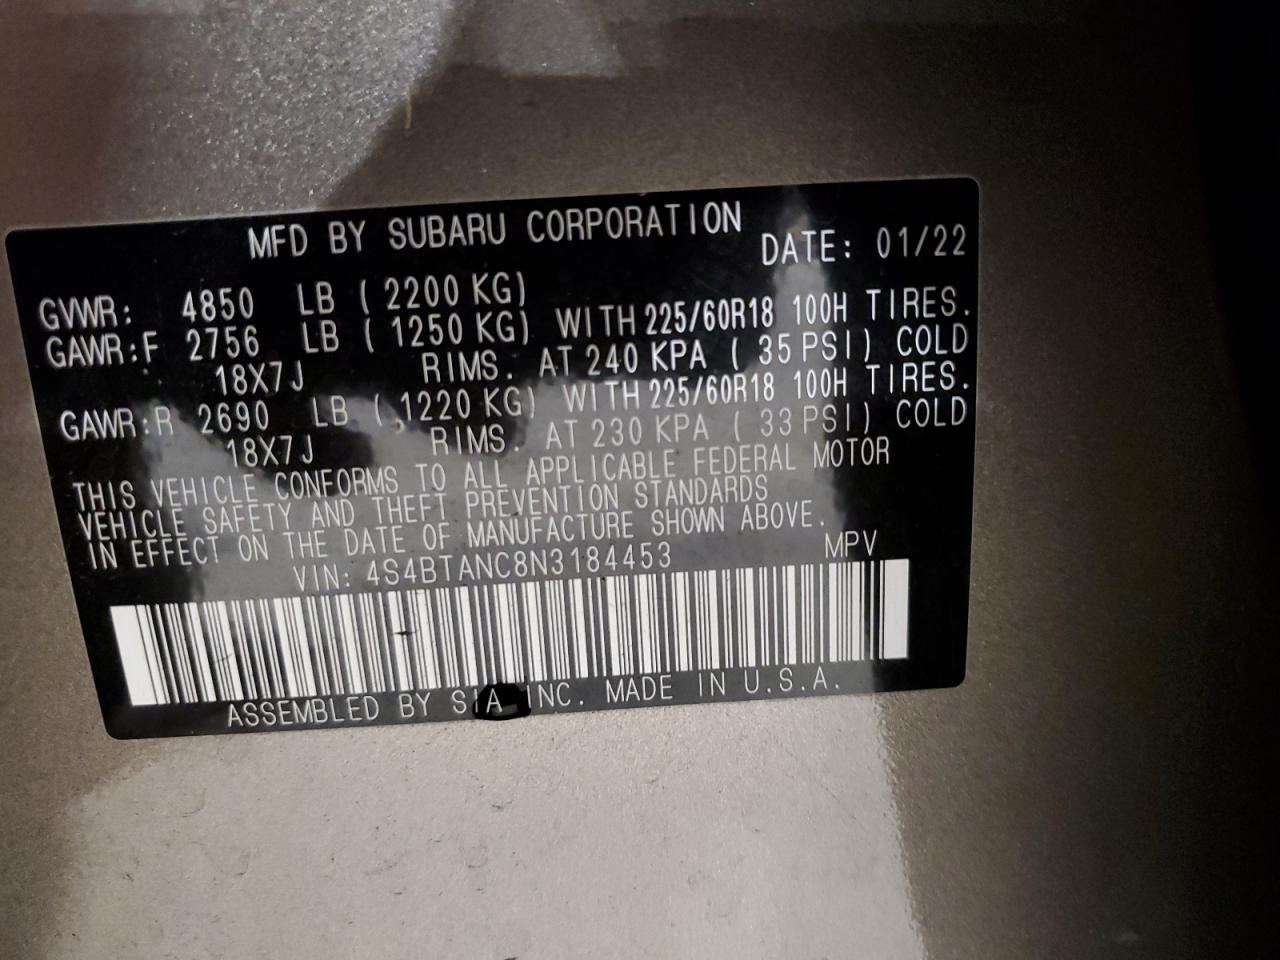 MFD BY SUBARU CORPORATION
DATE: 01/22
GVWR: 4850 LB ( 2200 KG)
GAWR:F 2756 LB ( 1250 KG) WITH 225/60R18 100H TIRES.
18X7J RIMS. AT 240 KPA ( 35 PSI) COLD
GAWR:R 2690 LB ( 1220 KG) WITH 225/60R18 100H TIRES.
18X7J RIMS. AT 230 KPA ( 33 PSI) COLD
THIS VEHICLE CONFORMS TO ALL APPLICABLE FEDERAL MOTOR
VEHICLE SAFETY AND THEFT PREVENTION STANDARDS
IN EFFECT ON THE DATE OF MANUFACTURE SHOWN ABOVE.
VIN: 4S4BTANC8N3184453 MPV
ASSEMBLED BY SIA INC. MADE IN U.S.A.